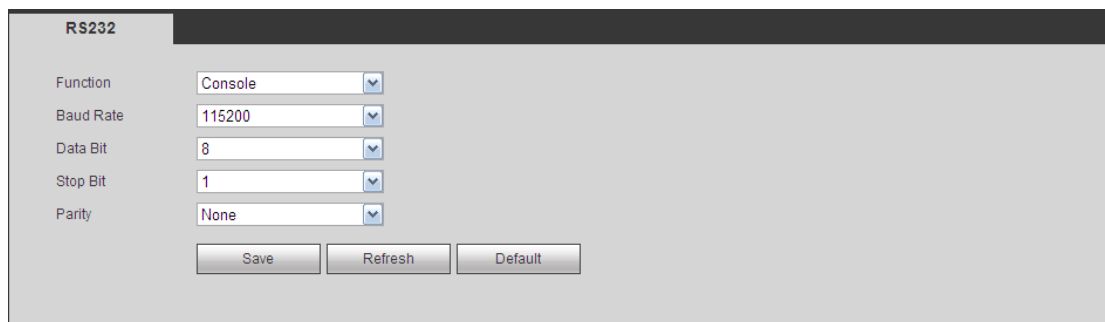 RS232
Function Console
Baud Rate 115200
Data Bit 8
Stop Bit 1
Parity None
Save Refresh Default